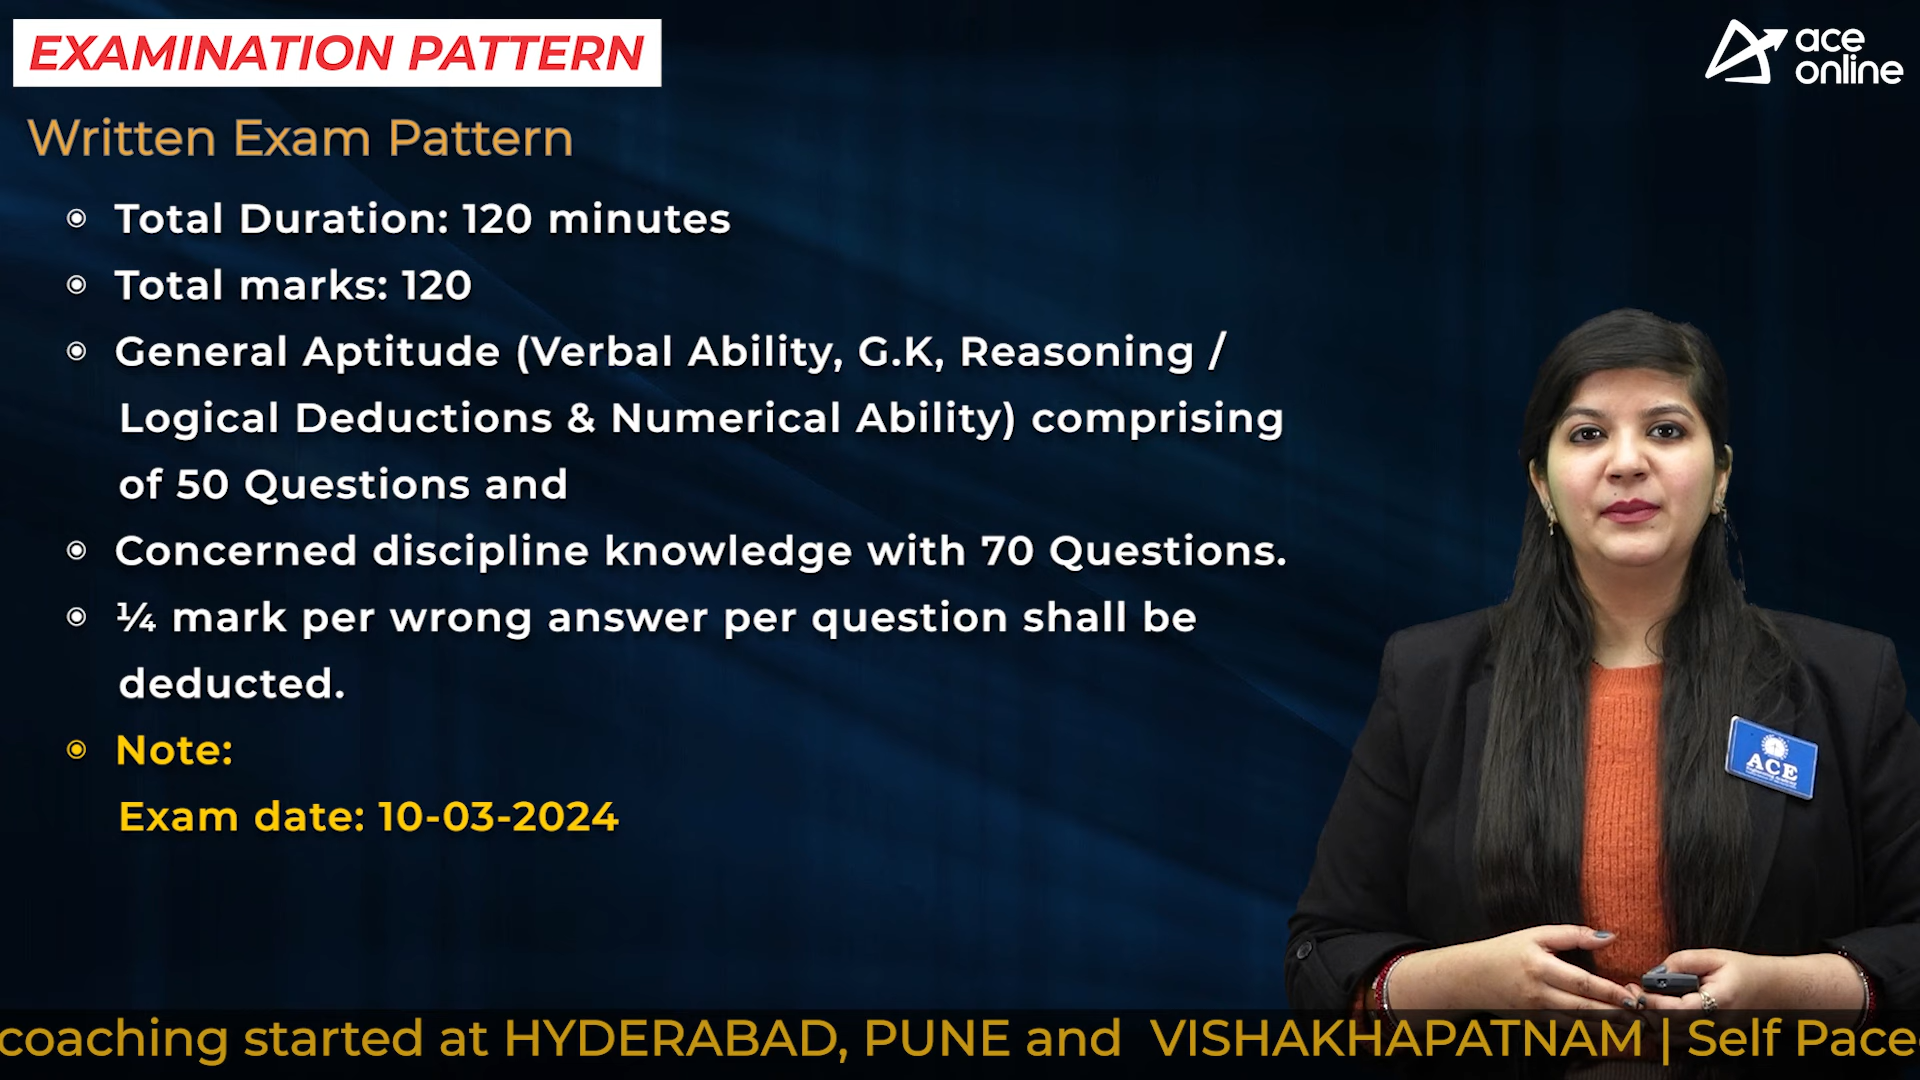 EXAMINATION PATTERN
ace
online
Written Exam Pattern
Total Duration: 120 minutes
Total marks: 120
General Aptitude (Verbal Ability, G.K, Reasoning /
Logical Deductions & Numerical Ability) comprising
of 50 Questions and
Concerned discipline knowledge with 70 Questions.
¼ mark per wrong answer per question shall be
deducted.
Note:
Exam date: 10-03-2024
ACE
coaching started at HYDERABAD, PUNE and VISHAKHAPATNAM | Self Pace